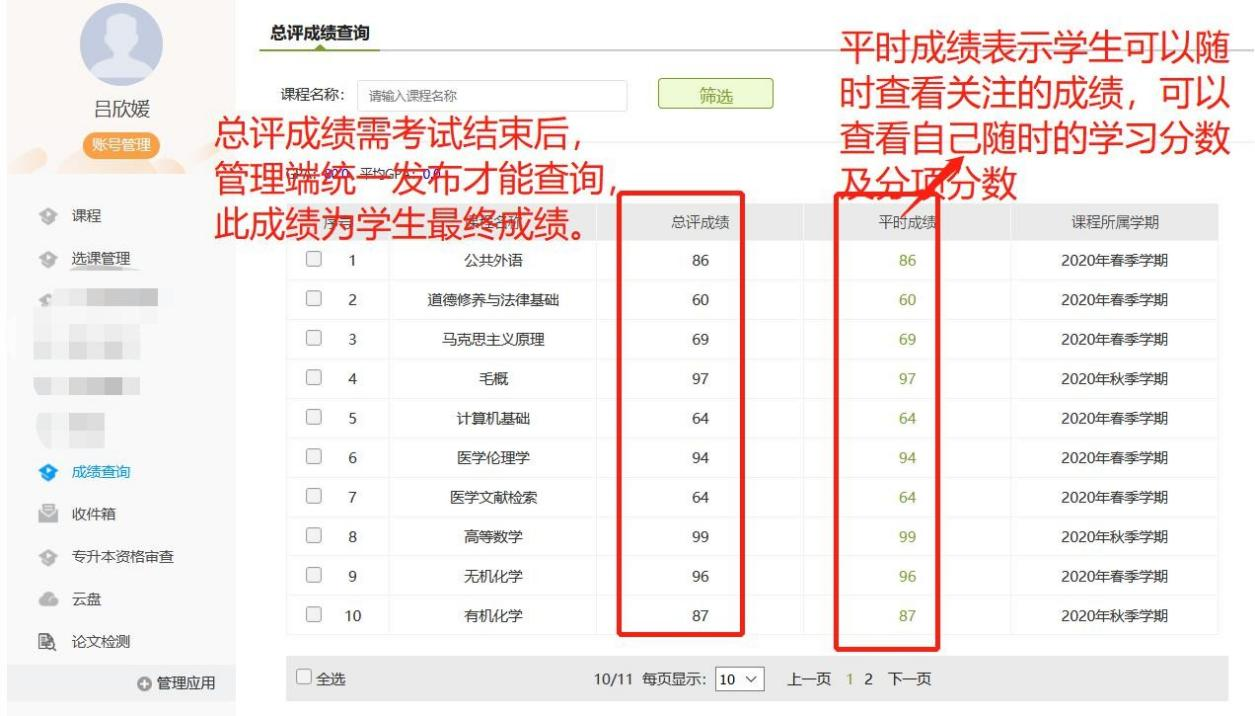 总评成绩查询
平时成绩表示学生可以随
时查看关注的成绩，可以
查看自己随时的学习分数
及分项分数
课程名称：
请输入课程名称
筛选
总评成绩需考试结束后，
管理端统一发布才能查询，
此成绩为学生最终成绩。
吕欣媛
账号管理
课程
选课管理
成绩查询
收件箱
专升本资格审查
云盘
论文检测
管理应用
平均GPA：0.0
序号 课程名称 总评成绩 平时成绩 课程所属学期
1 公共外语 86 86 2020年春季学期
2 道德修养与法律基础 60 60 2020年春季学期
3 马克思主义原理 69 69 2020年春季学期
4 毛概 97 97 2020年秋季学期
5 计算机基础 64 64 2020年春季学期
6 医学伦理学 94 94 2020年春季学期
7 医学文献检索 64 64 2020年春季学期
8 高等数学 99 99 2020年秋季学期
9 无机化学 96 96 2020年春季学期
10 有机化学 87 87 2020年秋季学期
全选 10/11 每页显示: 10 上一页 1 2 下一页